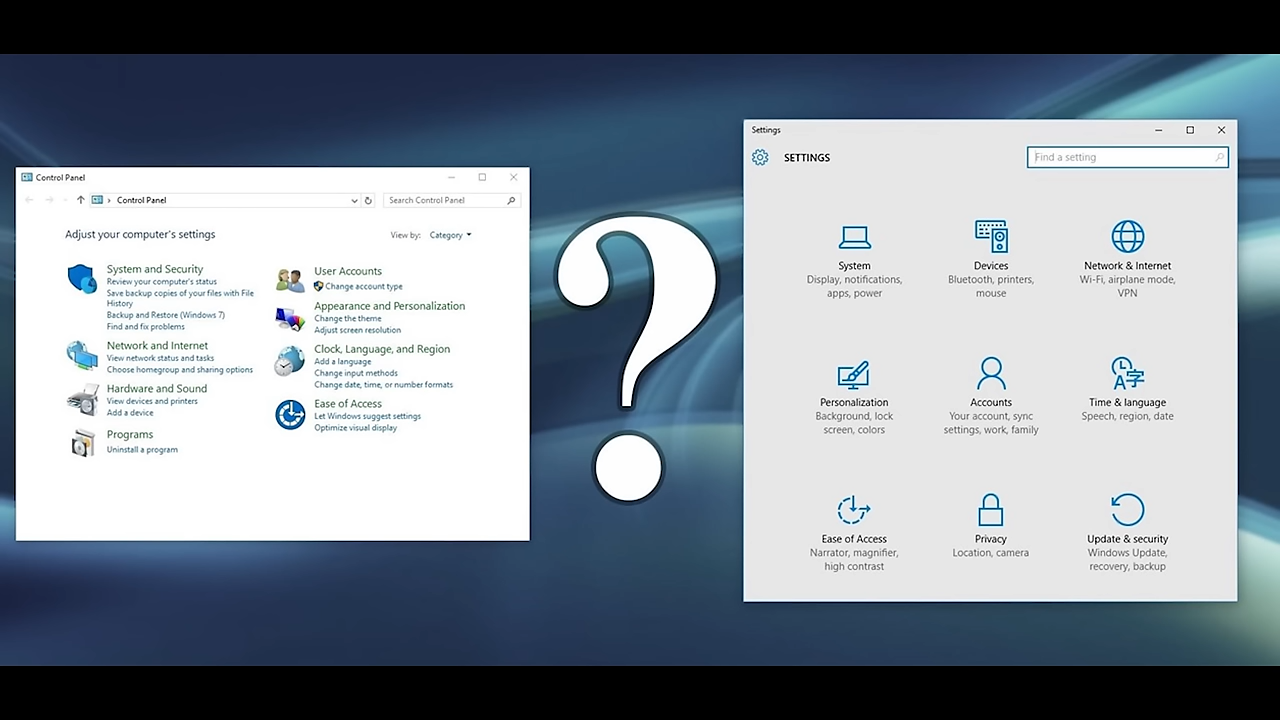 Control Panel
Control Panel
Search Control Panel
Adjust your computer's settings
View by: Category
System and Security
Review your computer's status
Save backup copies of your files with File
History
Backup and Restore (Windows 7)
Find and fix problems
Network and Internet
View network status and tasks
Choose homegroup and sharing options
Hardware and Sound
View devices and printers
Add a device
Programs
Uninstall a program
User Accounts
Change account type
Appearance and Personalization
Change the theme
Adjust screen resolution
Clock, Language, and Region
Add a language
Change input methods
Change date, time, or number formats
Ease of Access
Let Windows suggest settings
Optimize visual display
?
Settings
SETTINGS
Find a setting
System
Display, notifications,
apps, power
Devices
Bluetooth, printers,
mouse
Network & Internet
Wi-Fi, airplane mode,
VPN
Personalization
Background, lock
screen, colors
Accounts
Your account, sync
settings, work, family
Time & language
Speech, region, date
Ease of Access
Narrator, magnifier,
high contrast
Privacy
Location, camera
Update & security
Windows Update,
recovery, backup